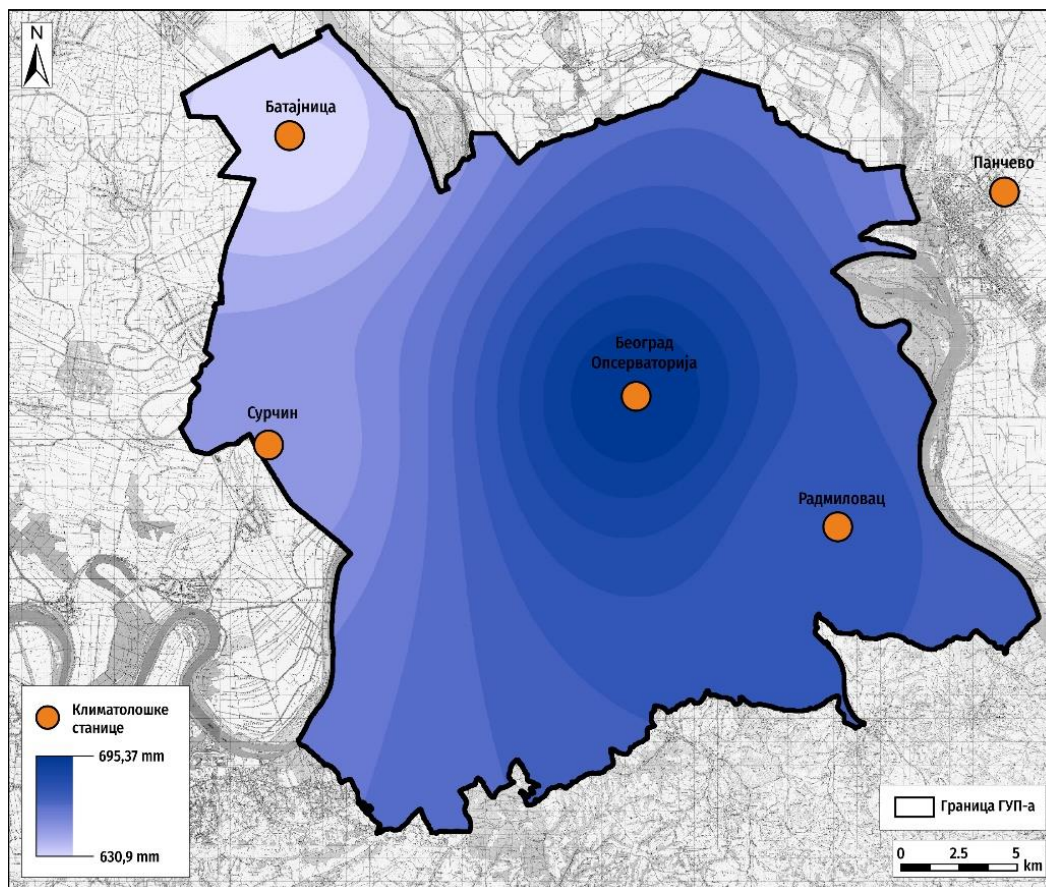 N
Батајница
Панчево
Београд
Опсерваторија
Сурчин
Радмиловац
Климатолошке
станице
695,37 mm
630,9 mm
Граница ГУП-а
0 2.5 5
km